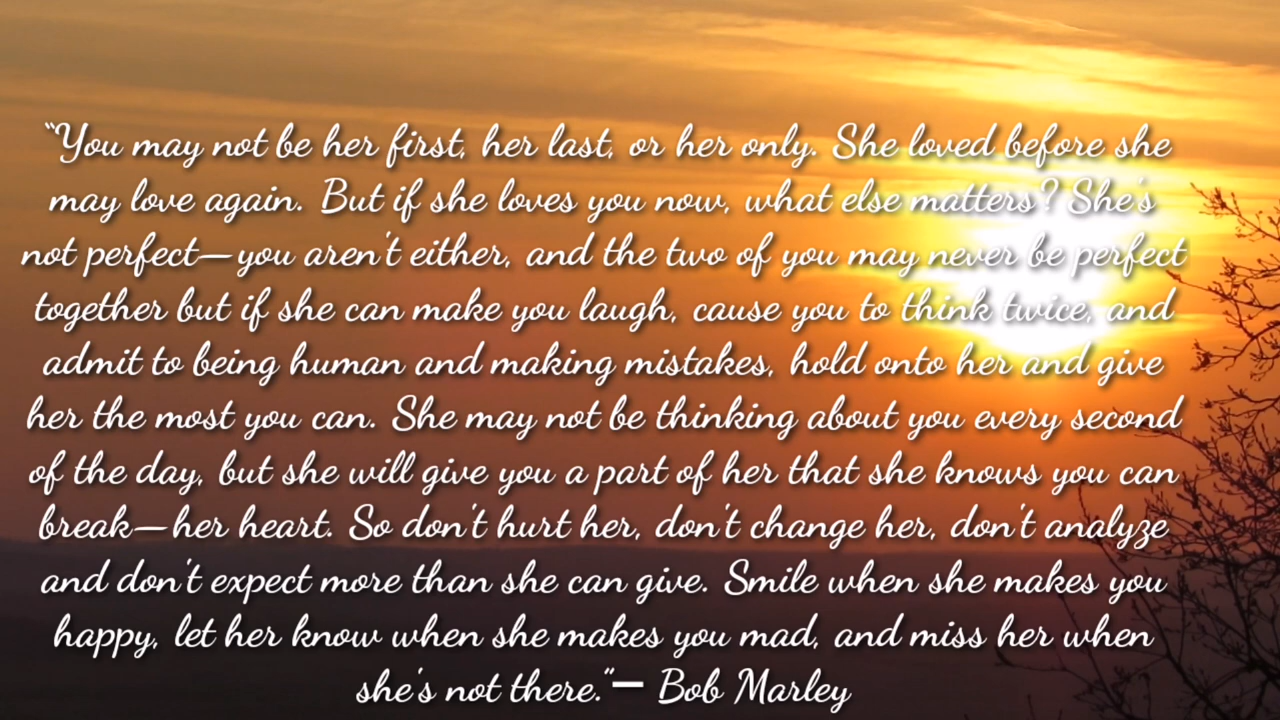 “You may not be her first, her last, or her only. She loved before she
may love again. But if she loves you now, what else matters? She's
not perfect—you aren't either, and the two of you may never be perfect
together but if she can make you laugh, cause you to think twice, and
admit to being human and making mistakes, hold onto her and give
her the most you can. She may not be thinking about you every second
of the day, but she will give you a part of her that she knows you can
break—her heart. So don't hurt her, don't change her, don't analyze
and don't expect more than she can give. Smile when she makes you
happy, let her know when she makes you mad, and miss her when
she's not there.”— Bob Marley